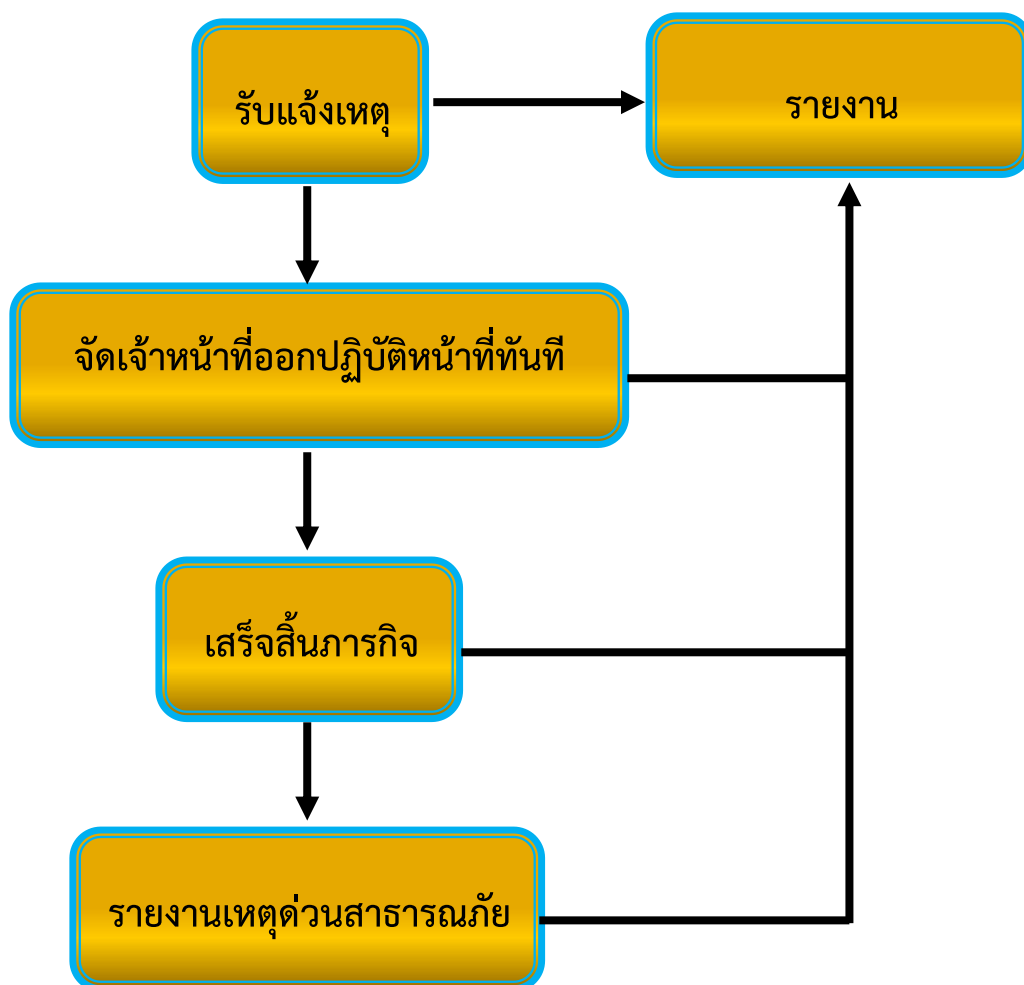 รับแจ้งเหตุ
รายงาน
จัดเจ้าหน้าที่ออกปฏิบัติหน้าที่ทันที
เสร็จสิ้นภารกิจ
รายงานเหตุด่วนสาธารณภัย